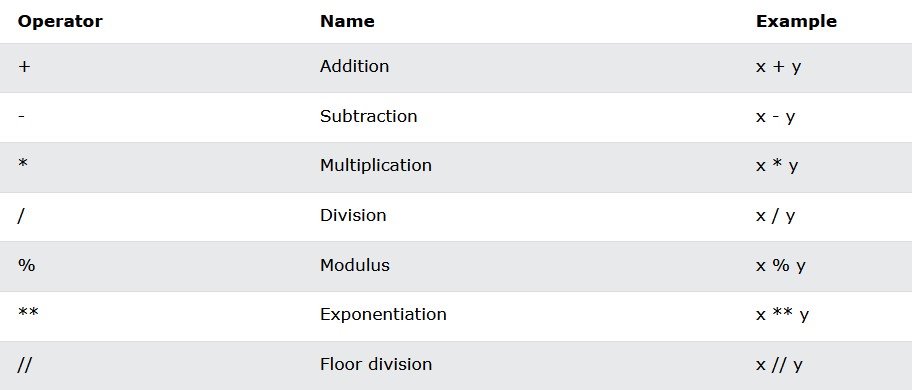 Operator Name Example
+ Addition x + y
- Subtraction x - y
* Multiplication x * y
/ Division x / y
% Modulus x % y
** Exponentiation x ** y
// Floor division x // y